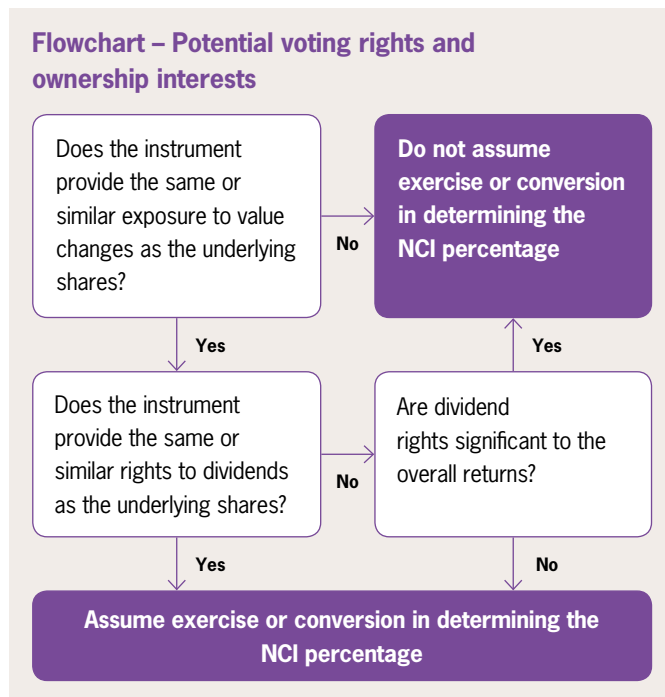 Flowchart – Potential voting rights and
ownership interests
Does the instrument
provide the same or
similar exposure to value
changes as the underlying
shares?
No
Do not assume
exercise or conversion
in determining the
NCI percentage
Yes
Yes
Does the instrument
provide the same or
similar rights to dividends
as the underlying shares?
No
Are dividend
rights significant to the
overall returns?
Yes
No
Assume exercise or conversion in determining the
NCI percentage